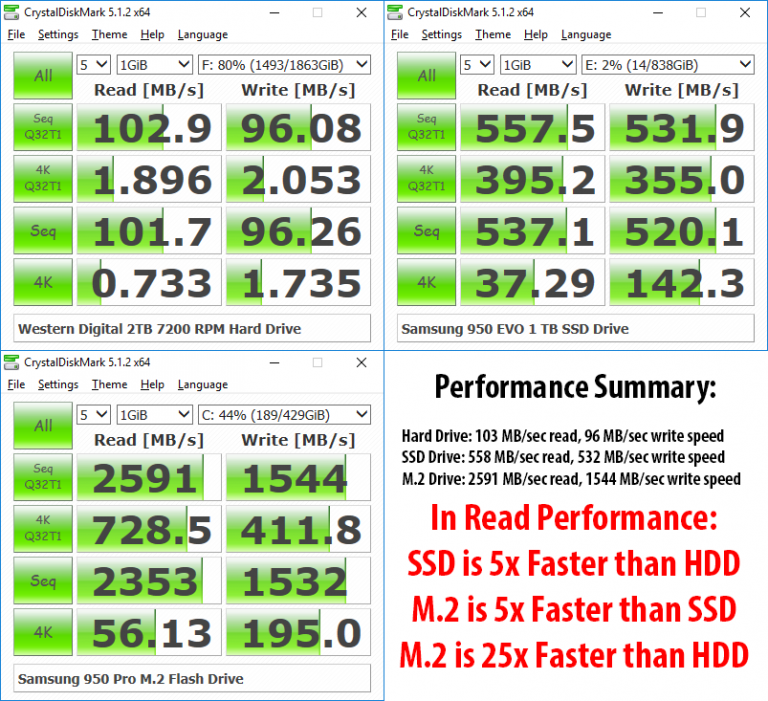 CrystalDiskMark 5.1.2 x64
File Settings Theme Help Language
All 5 1GiB F: 80% (1493/1863GiB)
Read [MB/s] Write [MB/s]
Seq Q32T1 102.9 96.08
4K Q32T1 1.896 2.053
Seq 101.7 96.26
4K 0.733 1.735
Western Digital 2TB 7200 RPM Hard Drive
CrystalDiskMark 5.1.2 x64
File Settings Theme Help Language
All 5 1GiB E: 2% (14/838GiB)
Read [MB/s] Write [MB/s]
Seq Q32T1 557.5 531.9
4K Q32T1 395.2 355.0
Seq 537.1 520.1
4K 37.29 142.3
Samsung 950 EVO 1 TB SSD Drive
CrystalDiskMark 5.1.2 x64
File Settings Theme Help Language
All 5 1GiB C: 44% (189/429GiB)
Read [MB/s] Write [MB/s]
Seq Q32T1 2591 1544
4K Q32T1 728.5 411.8
Seq 2353 1532
4K 56.13 195.0
Samsung 950 Pro M.2 Flash Drive
Performance Summary:
Hard Drive: 103 MB/sec read, 96 MB/sec write speed
SSD Drive: 558 MB/sec read, 532 MB/sec write speed
M.2 Drive: 2591 MB/sec read, 1544 MB/sec write speed
In Read Performance:
SSD is 5x Faster than HDD
M.2 is 5x Faster than SSD
M.2 is 25x Faster than HDD